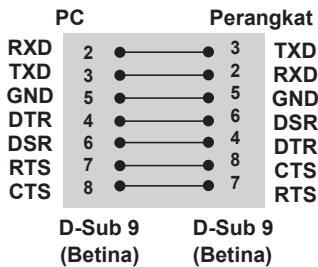 PC Perangkat
RXD 2 3 TXD
TXD 3 2 RXD
GND 5 5 GND
DTR 4 6 DSR
DSR 6 4 DTR
RTS 7 8 CTS
CTS 8 7 RTS
D-Sub 9 D-Sub 9
(Betina) (Betina)